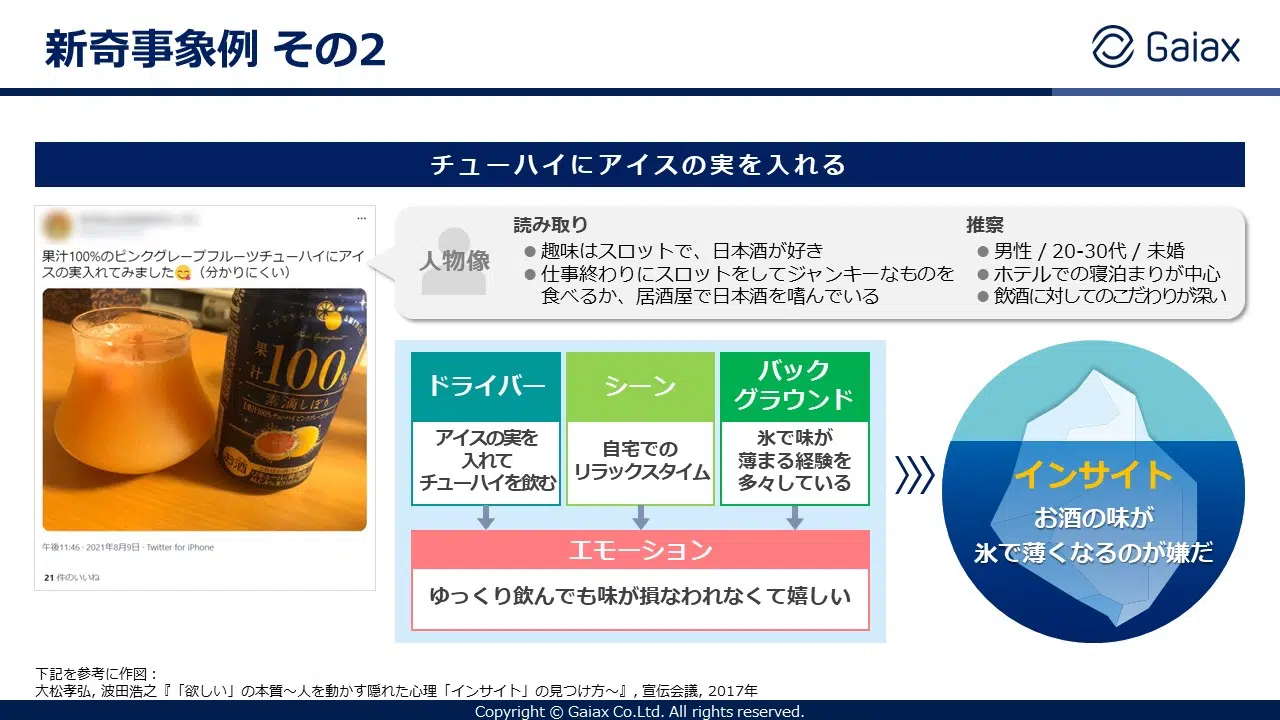 新奇事象例 その2
Gaiax
チューハイにアイスの実を入れる
果汁100%のピンクグレープフルーツチューハイにアイ
スの実入れてみました😋（分かりにくい）
果汁
100%
素滴しぼり
お酒
午後11:46 · 2021年8月9日 · Twitter for iPhone
21 件のいいね
人物像
読み取り
● 趣味はスロットで、日本酒が好き
● 仕事終わりにスロットをしてジャンキーなものを
食べるか、居酒屋で日本酒を嗜んでいる
推察
● 男性 / 20-30代 / 未婚
● ホテルでの寝泊まりが中心
● 飲酒に対してのこだわりが深い
ドライバー
アイスの実を
入れて
チューハイを飲む
シーン
自宅での
リラックスタイム
バック
グラウンド
氷で味が
薄まる経験を
多々している
エモーション
ゆっくり飲んでも味が損なわれなくて嬉しい
インサイト
お酒の味が
氷で薄くなるのが嫌だ
下記を参考に作図：
大松孝弘, 波田浩之『「欲しい」の本質～人を動かす隠れた心理「インサイト」の見つけ方～』, 宣伝会議, 2017年
Copyright © Gaiax Co.Ltd. All rights reserved.